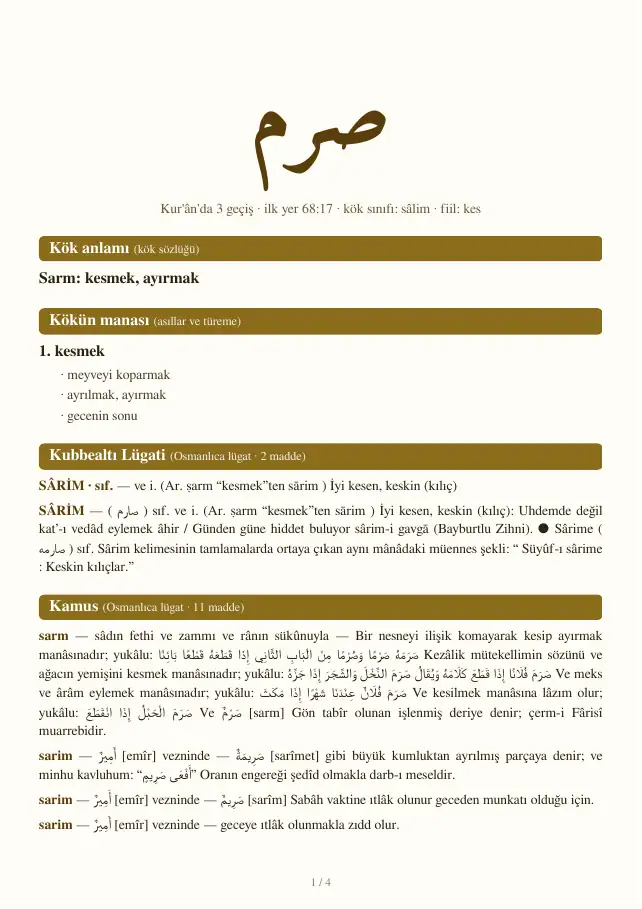 صرم
Kur'ân'da 3 geçiş · ilk yer 68:17 · kök sınıfı: sâlim · fiil: kes
Kök anlamı (kök sözlüğü)
Sarm: kesmek, ayırmak
Kökün manası (asıllar ve türeme)
1. kesmek
· meyveyi koparmak
· ayrılmak, ayırmak
· gecenin sonu
Kubbealtı Lügati (Osmanlıca lügat · 2 madde)
SÂRİM · sıf. — ve i. (Ar. ṣarm “kesmek”ten ṣārim ) İyi kesen, keskin (kılıç)
SÂRİM — ( صارم ) sıf. ve i. (Ar. ṣarm “kesmek“ten ṣārim ) İyi kesen, keskin (kılıç): Uhdemde değil
kat’-ı vedâd eylemek âhir / Günden güne hiddet buluyor sârim-i gavgā (Bayburtlu Zihni). ● Sârime (
صارمه ) sıf. Sârim kelimesinin tamlamalarda ortaya çıkan aynı mânâdaki müennes şekli: “ Süyûf-ı sârime
: Keskin kılıçlar.”
Kamus (Osmanlıca lügat · 11 madde)
sarm — sâdın fethi ve zammı ve rânın sükûnuyla — Bir nesneyi ilişik komayarak kesip ayırmak
manâsınadır; yukâlu: صَرَمَهُ صَرْمًا وَصُرْمًا مِنَ الْبَابِ الثَّانِي إِذَا قَطَعَهُ قَطْعًا بَائِنًا Kezâlik mütekellimin sözünü ve
ağacın yemişini kesmek manâsınadır; yukâlu: صَرَمَ فُلَانًا إِذَا قَطَعَ كَلَامَهُ وَيُقَالُ صَرَمَ النَّخْلَ وَالشَّجَرَ إِذَا جَزَّهُ Ve meks
ve ârâm eylemek manâsınadır; yukâlu: صَرَمَ فُلَانٌ عِنْدَنَا شَهْرًا إِذَا مَكَثَ Ve kesilmek manâsına lâzım olur;
yukâlu: صَرَمَ الْحَبْلُ إِذَا انْقَطَعَ Ve صَرْمٌ [sarm] Gön tabîr olunan işlenmiş deriye denir; çerm-i Fârisî
muarrebidir.
sarim — أَمِيرٌ [emîr] vezninde — صَرِيمَةٌ [sarîmet] gibi büyük kumluktan ayrılmış parçaya denir; ve
minhu kavluhum: “أَفْعَى صَرِيمٍ” Oranın engereği şedîd olmakla darb-ı meseldir.
sarim — أَمِيرٌ [emîr] vezninde — صَرِيمٌ [sarîm] Sabâh vaktine ıtlâk olunur geceden munkatı olduğu için.
sarim — أَمِيرٌ [emîr] vezninde — geceye ıtlâk olunmakla zıdd olur.
1 / 4